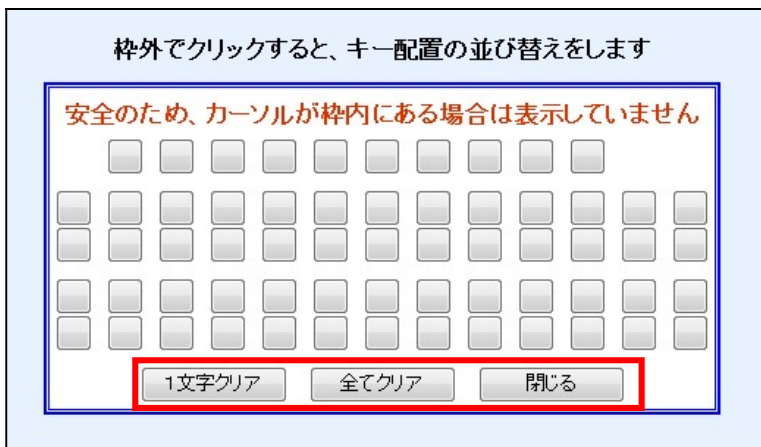 枠外でクリックすると、キー配置の並び替えをします
安全のため、カーソルが枠内にある場合は表示していません
1文字クリア 全てクリア 閉じる